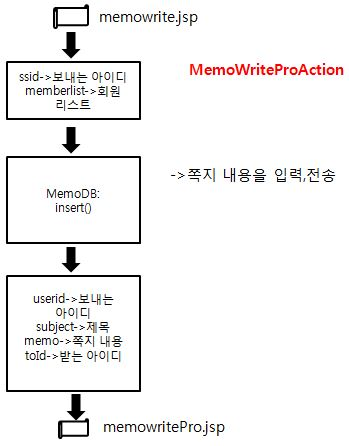 memowrite.jsp
ssid->보내는 아이디
memberlist->회원
리스트
MemoWriteProAction
MemoDB:
insert()
->쪽지 내용을 입력,전송
userid->보내는
아이디
subject->제목
memo->쪽지 내용
toId->받는 아이디
memowritePro.jsp